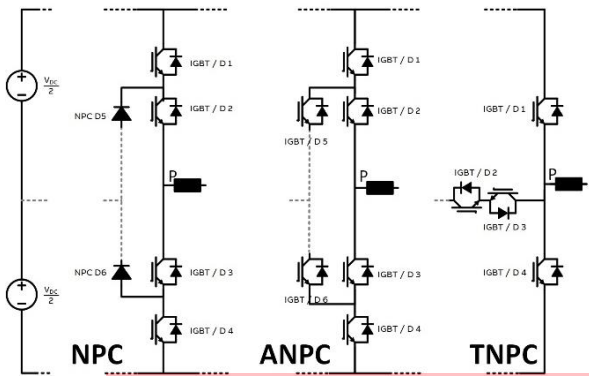 IGBT / D 1
IGBT / D 2
NPC D5
P
NPC D6
IGBT / D 3
IGBT / D 4
NPC
V_DC
2
V_DC
2
IGBT / D 1
IGBT / D 2
IGBT / D 5
P
IGBT / D 3
IGBT / D 6
IGBT / D 4
ANPC
IGBT / D 1
IGBT / D 2
P
IGBT / D 3
IGBT / D 4
TNPC